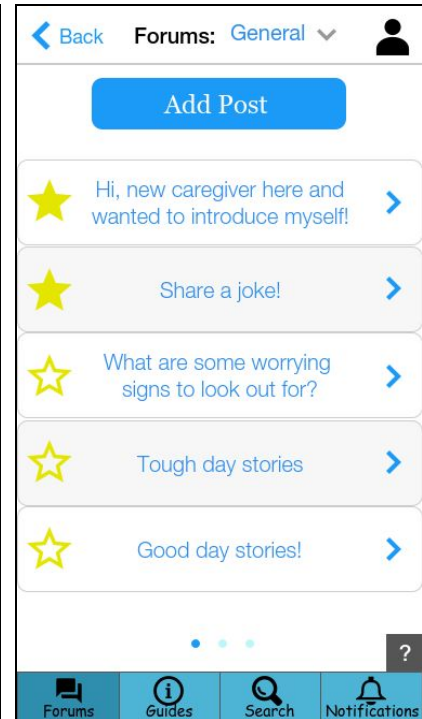 Back Forums: General
Add Post
Hi, new caregiver here and
wanted to introduce myself!
Share a joke!
What are some worrying
signs to look out for?
Tough day stories
Good day stories!
?
Forums Guides Search Notifications